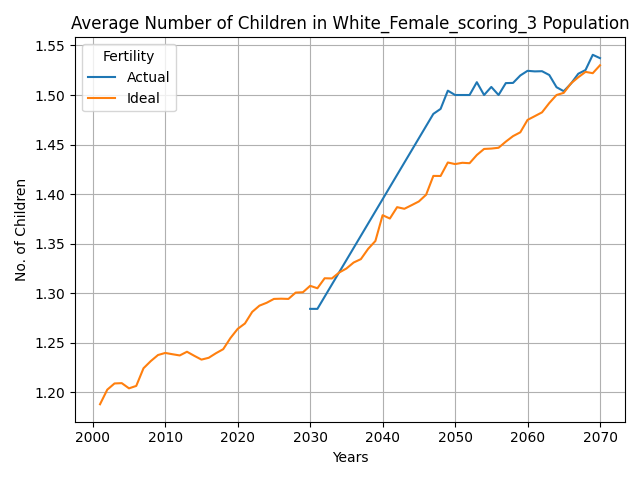 Average Number of Children in White_Female_scoring_3 Population
Fertility
Actual
Ideal
No. of Children
1.55
1.50
1.45
1.40
1.35
1.30
1.25
1.20
2000 2010 2020 2030 2040 2050 2060 2070
Years